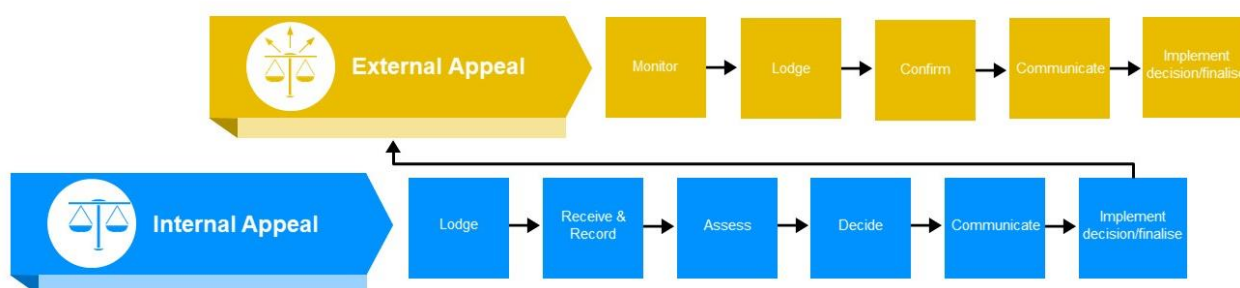 External Appeal
Monitor
Lodge
Confirm
Communicate
Implement
decision/finalise
Internal Appeal
Lodge
Receive &
Record
Assess
Decide
Communicate
Implement
decision/finalise